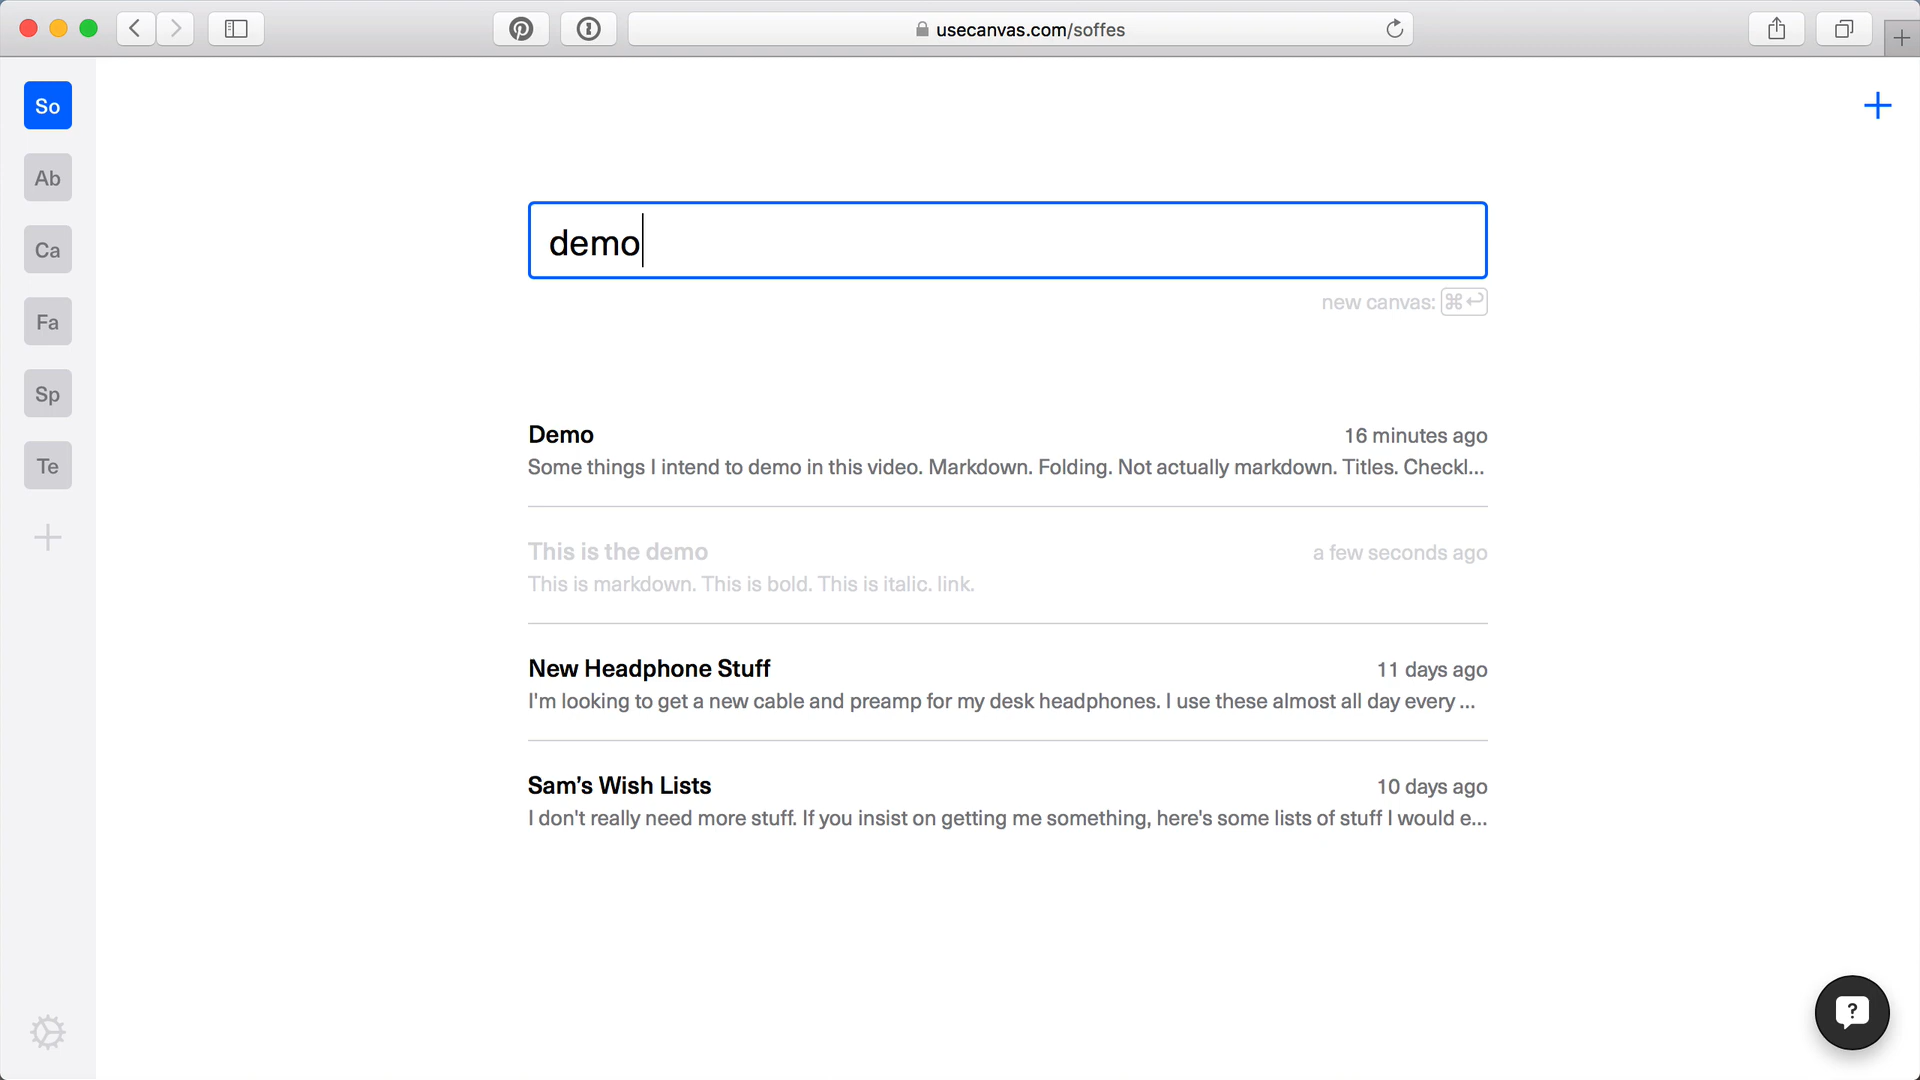 usecanvas.com/soffes
So
Ab
Ca
Fa
Sp
Te
demo
new canvas: ⌘↩
Demo
16 minutes ago
Some things I intend to demo in this video. Markdown. Folding. Not actually markdown. Titles. Checkl...
This is the demo
a few seconds ago
This is markdown. This is bold. This is italic. link.
New Headphone Stuff
11 days ago
I'm looking to get a new cable and preamp for my desk headphones. I use these almost all day every ...
Sam’s Wish Lists
10 days ago
I don't really need more stuff. If you insist on getting me something, here's some lists of stuff I would e...
?